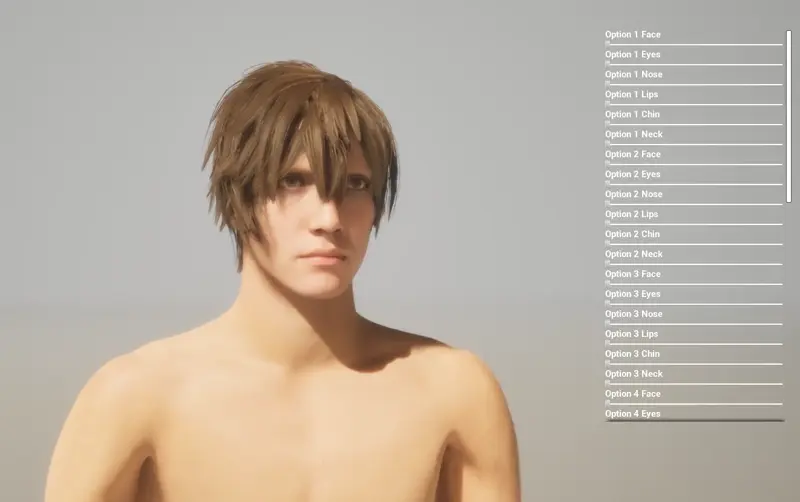 Option 1 Face
Option 1 Eyes
Option 1 Nose
Option 1 Lips
Option 1 Chin
Option 1 Neck
Option 2 Face
Option 2 Eyes
Option 2 Nose
Option 2 Lips
Option 2 Chin
Option 2 Neck
Option 3 Face
Option 3 Eyes
Option 3 Nose
Option 3 Lips
Option 3 Chin
Option 3 Neck
Option 4 Face
Option 4 Eyes